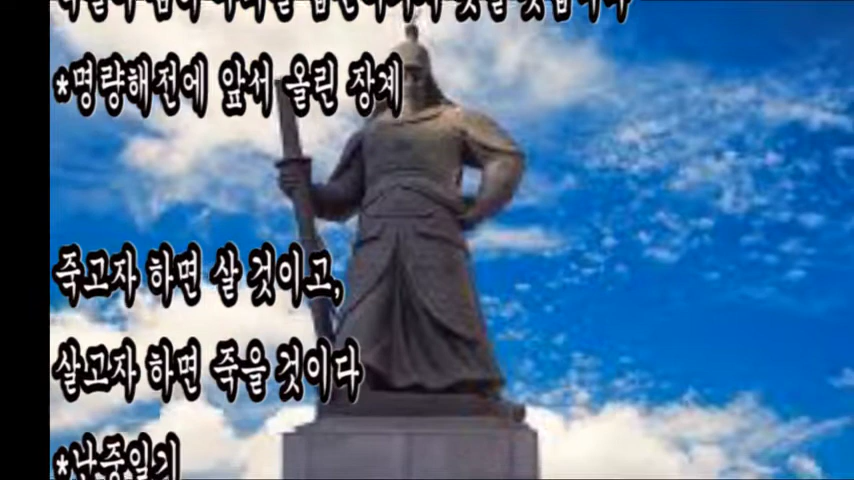 *명량해전에 앞서 올린 장계
죽고자 하면 살 것이고,
살고자 하면 죽을 것이다
*난중일기